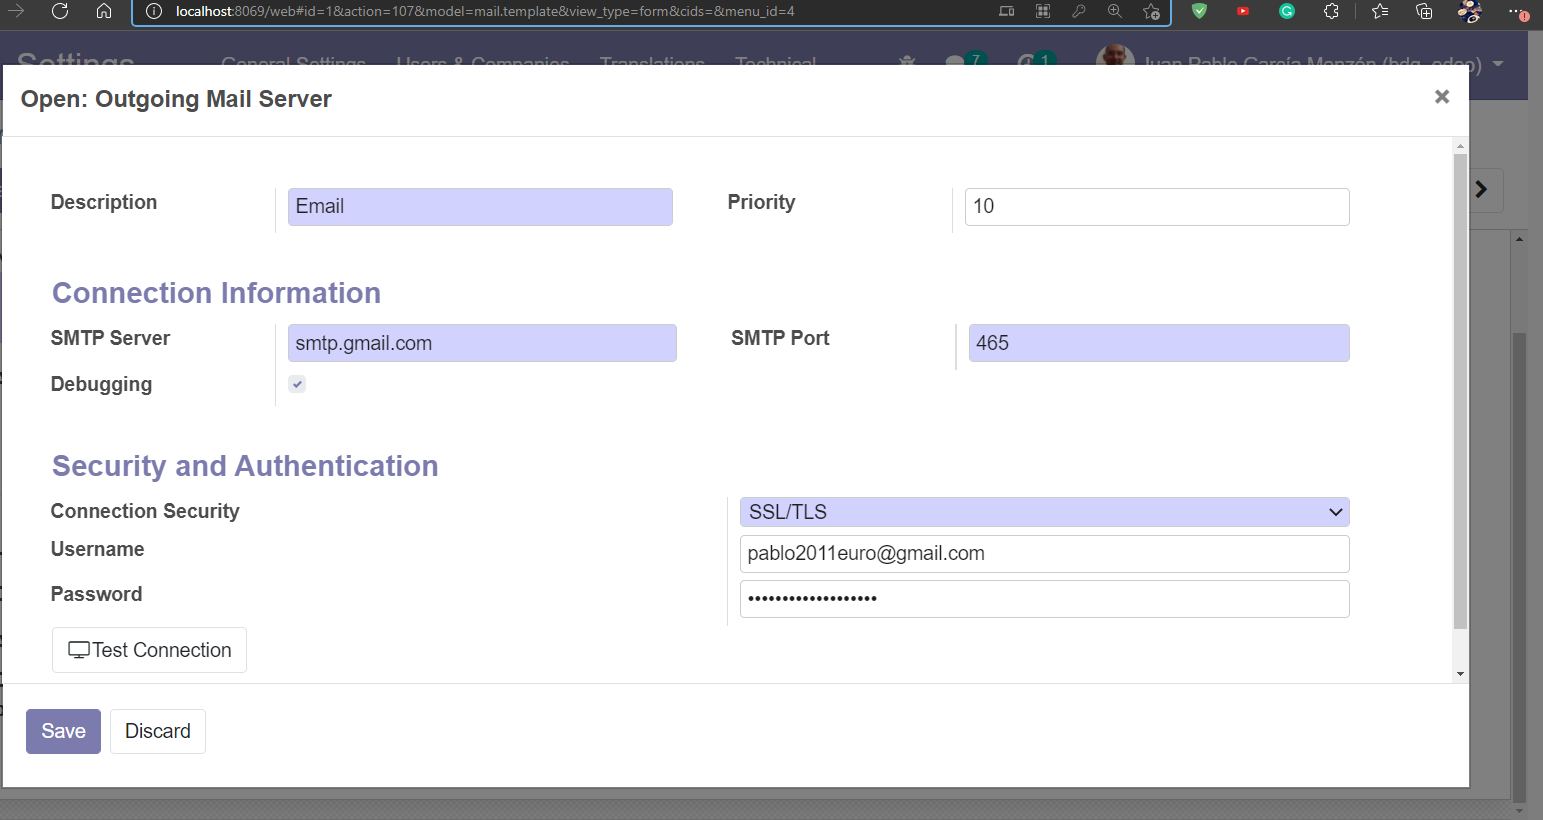 localhost:8069/web#id=1&action=107&model=mail.template&view_type=form&cids=&menu_id=4
Settings General Settings Users & Companies Translations Technical 7 1 Juan Pablo García Monzón (bdg_odoo)
Open: Outgoing Mail Server ×
Description Email Priority 10
Connection Information
SMTP Server smtp.gmail.com SMTP Port 465
Debugging
Security and Authentication
Connection Security SSL/TLS
Username pablo2011euro@gmail.com
Password •••••••••••••••••••
Test Connection
Save Discard